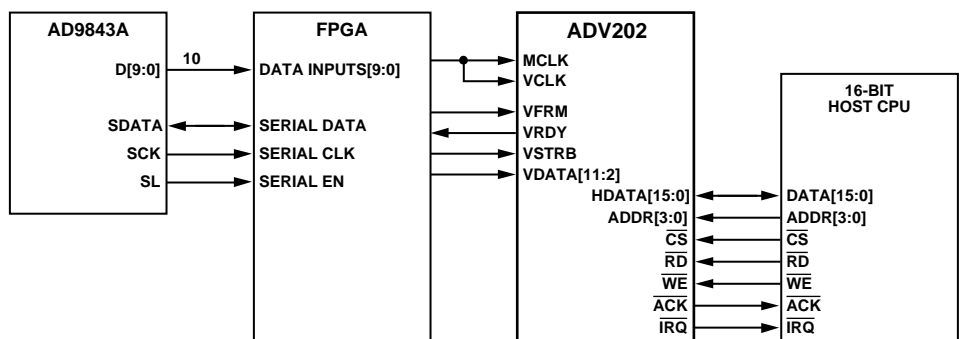 AD9843A
D[9:0]
10
SDATA
SCK
SL
FPGA
DATA INPUTS[9:0]
SERIAL DATA
SERIAL CLK
SERIAL EN
ADV202
MCLK
VCLK
VFRM
VRDY
VSTRB
VDATA[11:2]
HDATA[15:0]
ADDR[3:0]
CS
RD
WE
ACK
IRQ
16-BIT
HOST CPU
DATA[15:0]
ADDR[3:0]
CS
RD
WE
ACK
IRQ